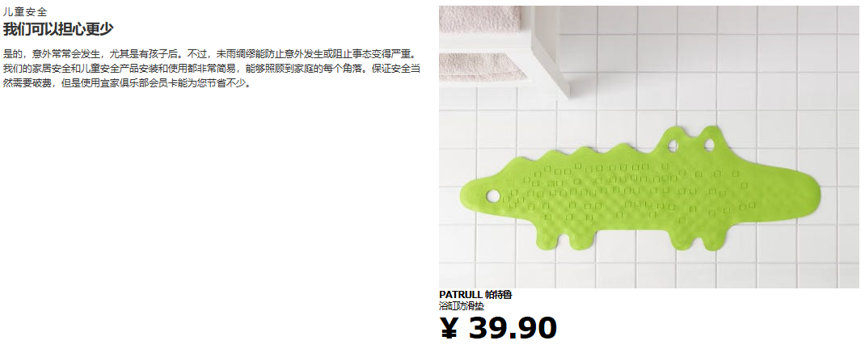 儿童安全
我们可以担心更少
是的，意外常常会发生，尤其是有孩子后。不过，未雨绸缪能防止意外发生或阻止事态变得严重。
我们的家居安全和儿童安全产品安装和使用都非常简易，能够照顾到家庭的每个角落。保证安全当
然需要破费，但是使用宜家俱乐部会员卡能为您节省不少。
PATRULL 帕特鲁
浴缸防滑垫
¥ 39.90